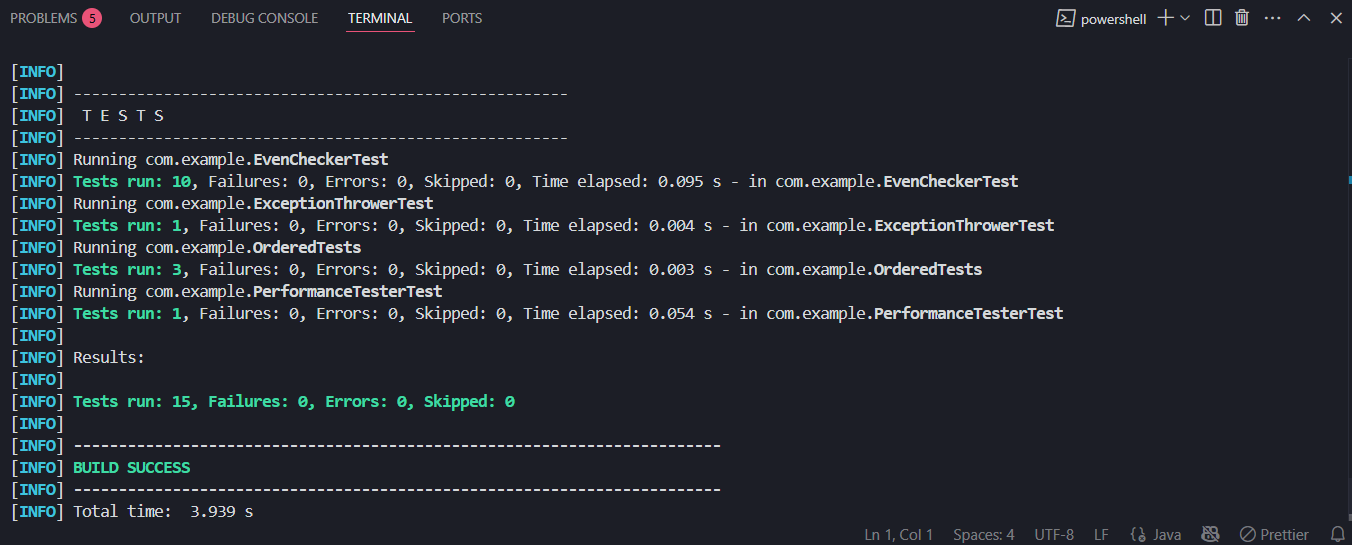 PROBLEMS 5 OUTPUT DEBUG CONSOLE TERMINAL PORTS powershell
[INFO]
[INFO] -------------------------------------------------------
[INFO]  T E S T S
[INFO] -------------------------------------------------------
[INFO] Running com.example.EvenCheckerTest
[INFO] Tests run: 10, Failures: 0, Errors: 0, Skipped: 0, Time elapsed: 0.095 s - in com.example.EvenCheckerTest
[INFO] Running com.example.ExceptionThrowerTest
[INFO] Tests run: 1, Failures: 0, Errors: 0, Skipped: 0, Time elapsed: 0.004 s - in com.example.ExceptionThrowerTest
[INFO] Running com.example.OrderedTests
[INFO] Tests run: 3, Failures: 0, Errors: 0, Skipped: 0, Time elapsed: 0.003 s - in com.example.OrderedTests
[INFO] Running com.example.PerformanceTesterTest
[INFO] Tests run: 1, Failures: 0, Errors: 0, Skipped: 0, Time elapsed: 0.054 s - in com.example.PerformanceTesterTest
[INFO]
[INFO] Results:
[INFO]
[INFO] Tests run: 15, Failures: 0, Errors: 0, Skipped: 0
[INFO]
[INFO] ------------------------------------------------------------------------
[INFO] BUILD SUCCESS
[INFO] ------------------------------------------------------------------------
[INFO] Total time:  3.939 s
Ln 1, Col 1 Spaces: 4 UTF-8 LF Java Prettier